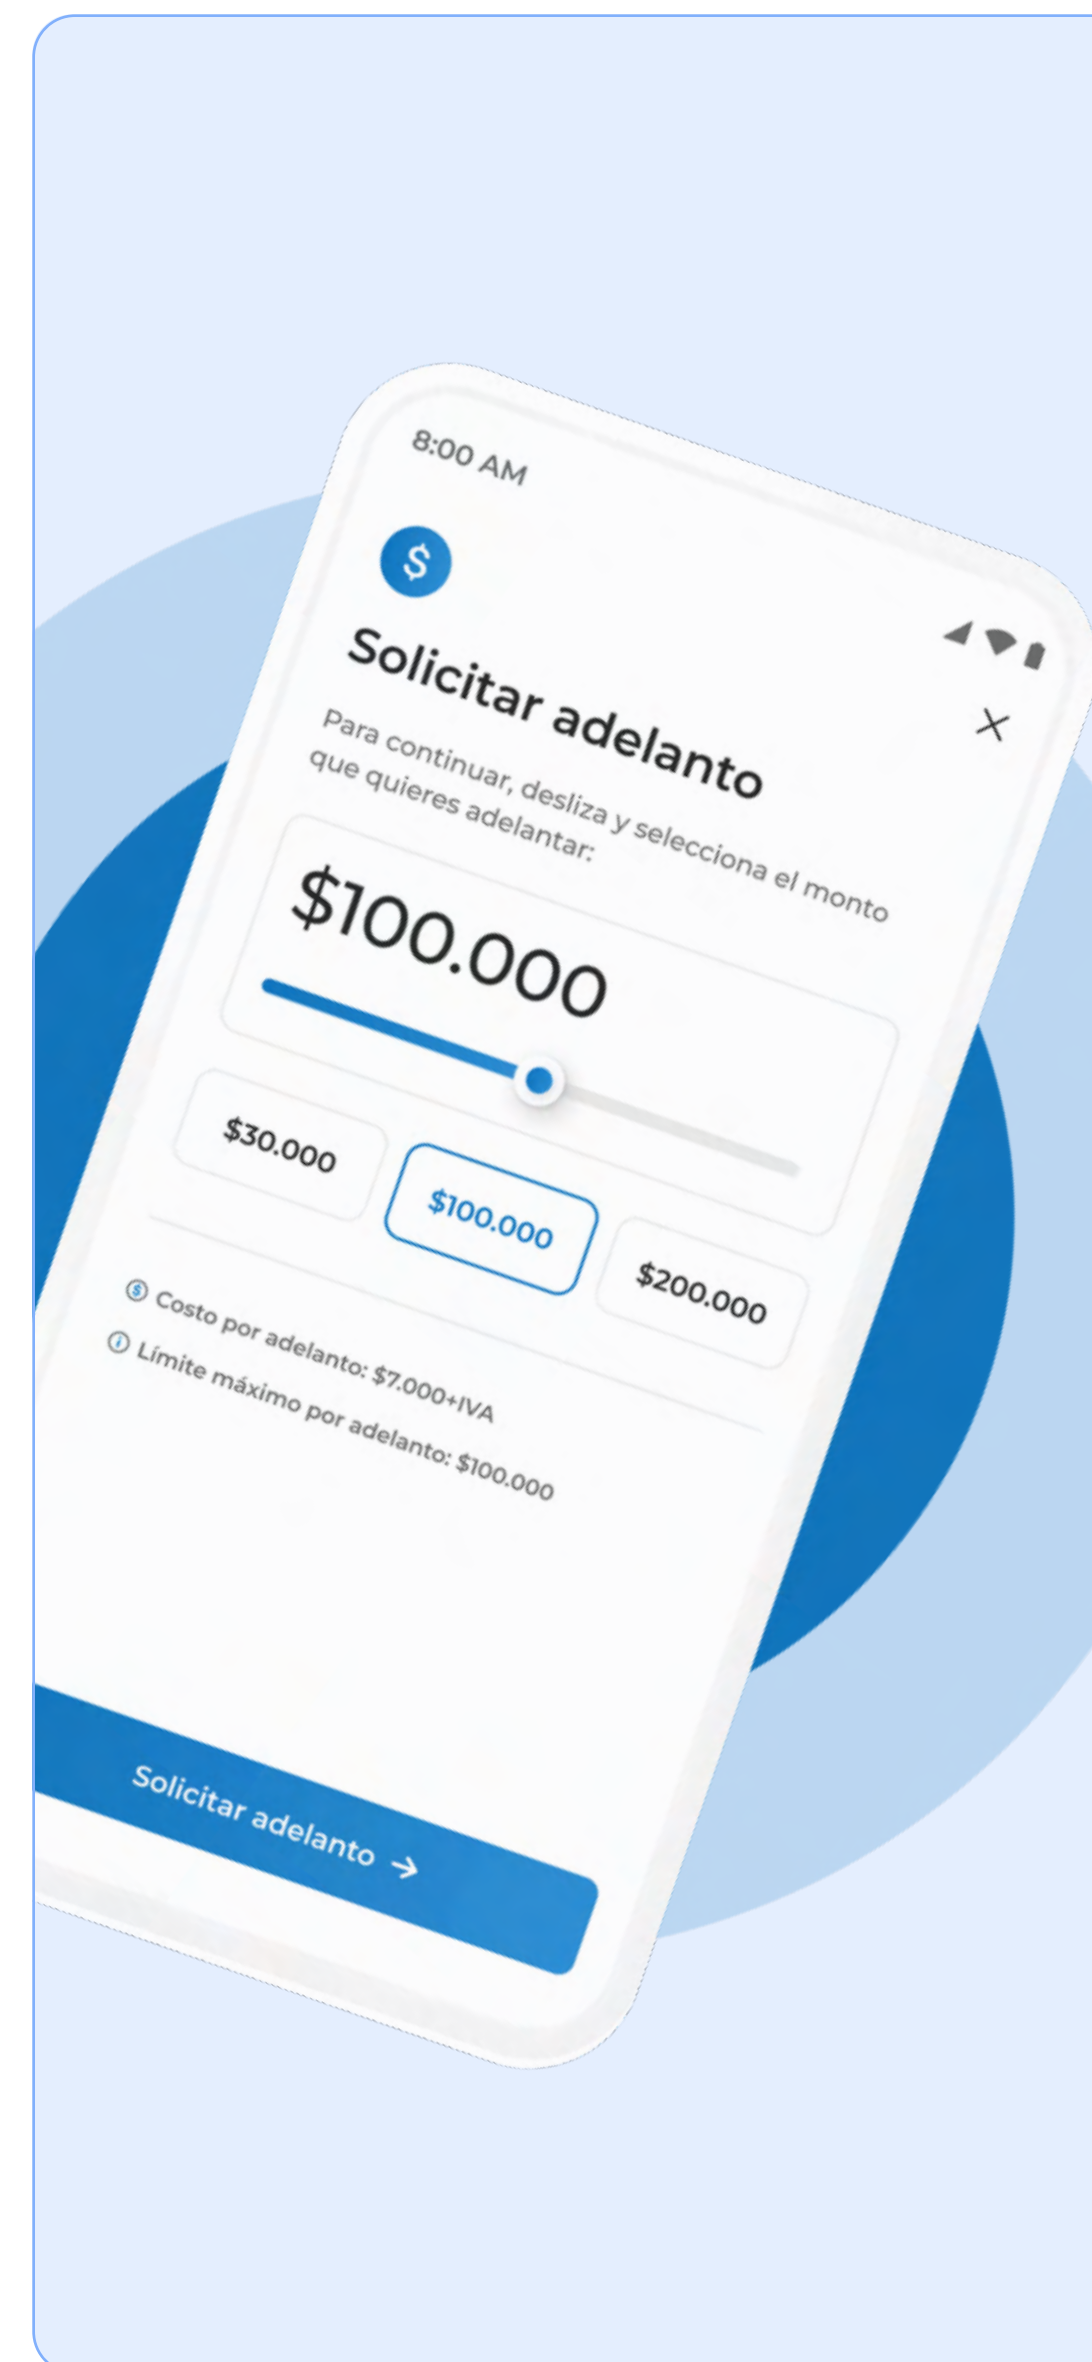 8:00 AM
$
Solicitar adelanto
Para continuar, desliza y selecciona el monto
que quieres adelantar:
$100.000
$30.000
$100.000
$200.000
$ Costo por adelanto: $7.000+IVA
i Límite máximo por adelanto: $100.000
Solicitar adelanto →